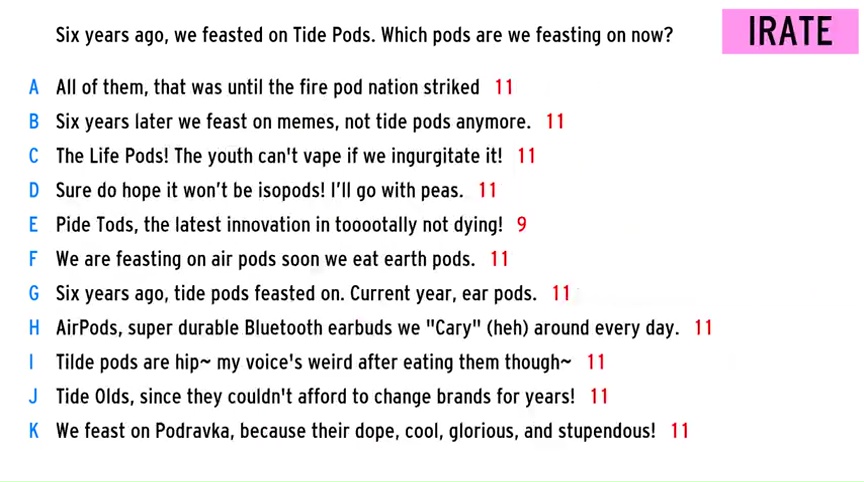 Six years ago, we feasted on Tide Pods. Which pods are we feasting on now?
IRATE
A All of them, that was until the fire pod nation striked 11
B Six years later we feast on memes, not tide pods anymore. 11
C The Life Pods! The youth can't vape if we ingurgitate it! 11
D Sure do hope it won't be isopods! I'll go with peas. 11
E Pide Tods, the latest innovation in tooootally not dying! 9
F We are feasting on air pods soon we eat earth pods. 11
G Six years ago, tide pods feasted on. Current year, ear pods. 11
H AirPods, super durable Bluetooth earbuds we "Cary" (heh) around every day. 11
I Tilde pods are hip~ my voice's weird after eating them though~ 11
J Tide Olds, since they couldn't afford to change brands for years! 11
K We feast on Podravka, because their dope, cool, glorious, and stupendous! 11